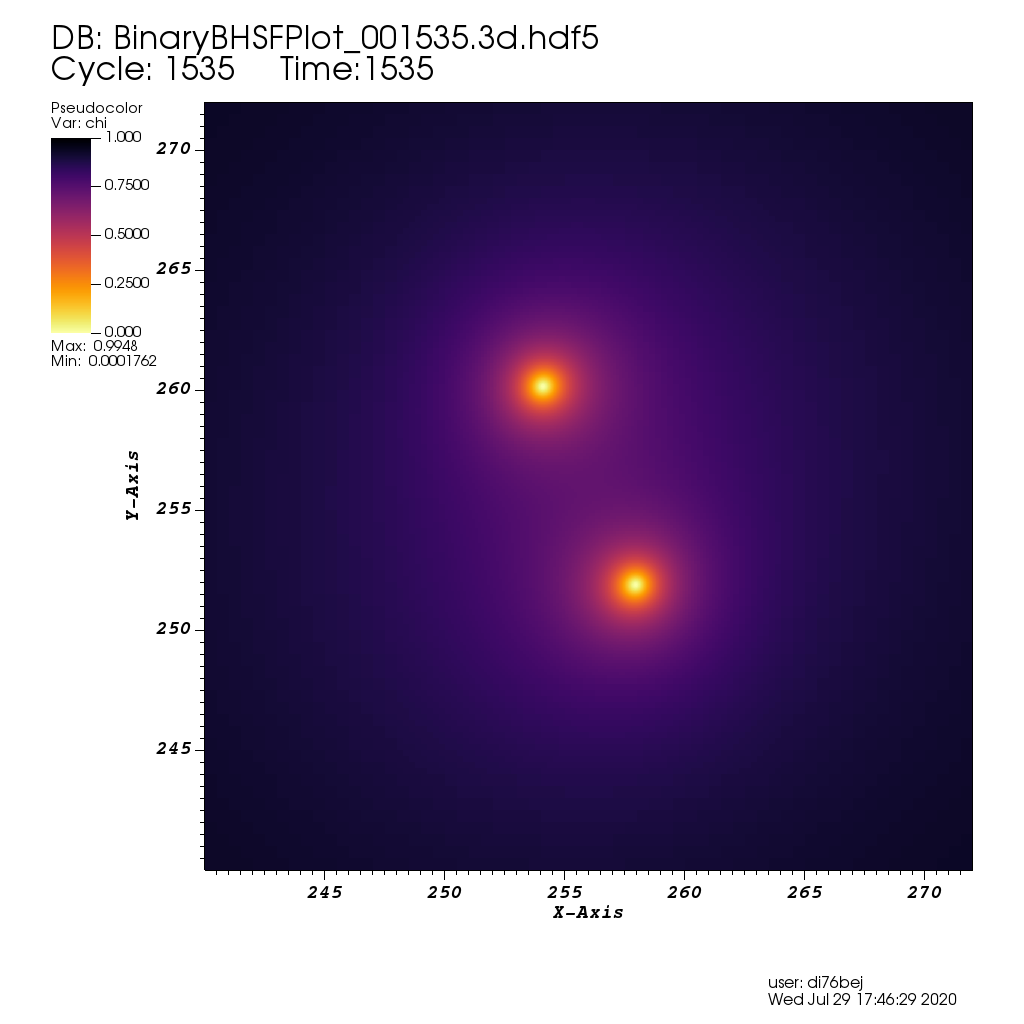 DB: BinaryBHSFPlot_001535.3d.hdf5
Cycle: 1535 Time:1535
Pseudocolor
Var: chi
1.000
0.7500
0.5000
0.2500
0.000
Max: 0.9948
Min: 0.0001762
270
265
260
255
250
245
Y-Axis
245 250 255 260 265 270
X-Axis
user: di76bej
Wed Jul 29 17:46:29 2020